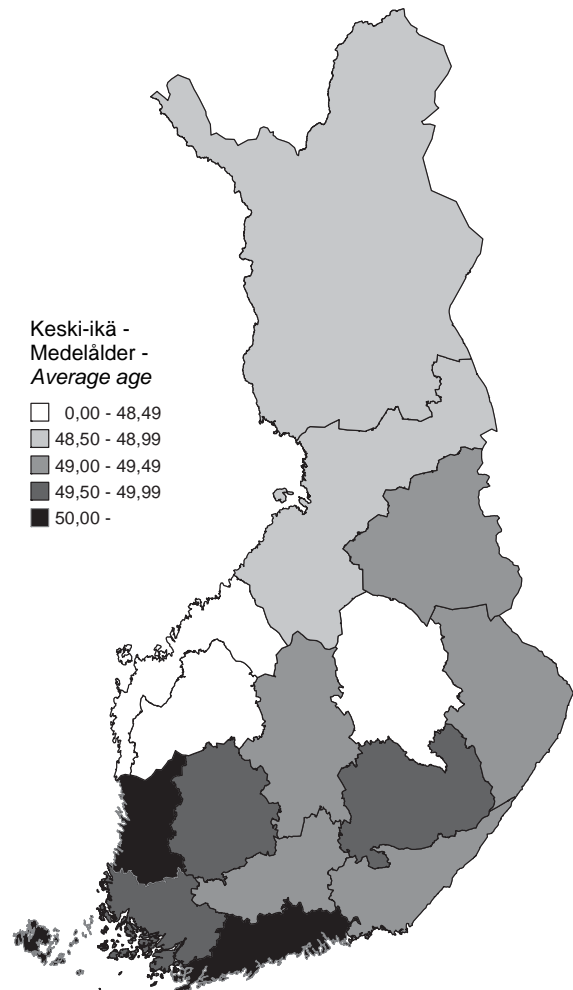 Keski-ikä -
Medelålder -
Average age
0,00 - 48,49
48,50 - 48,99
49,00 - 49,49
49,50 - 49,99
50,00 -